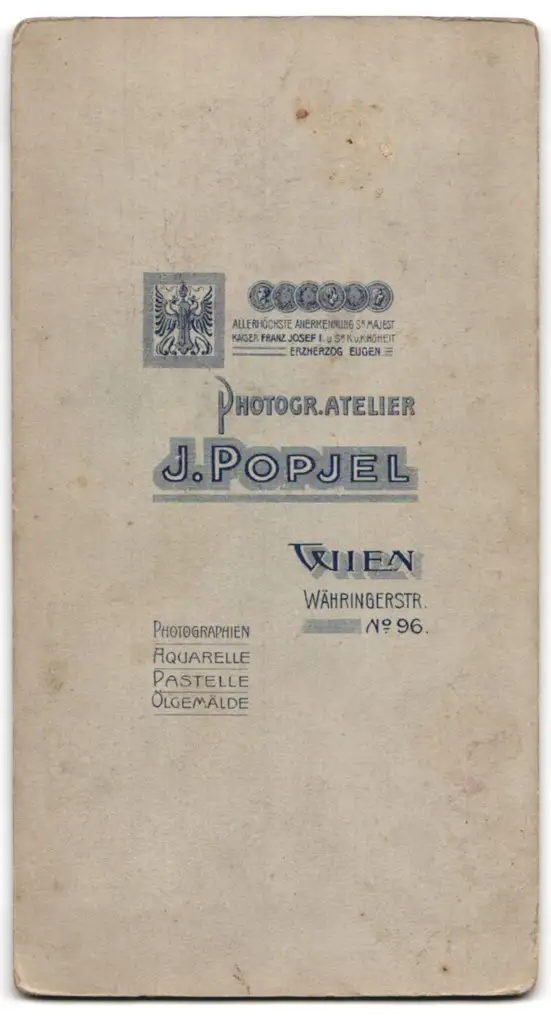 ALLERHÖCHSTE ANERKENNUNG Sr MAJEST
KAISER FRANZ JOSEF I. u. Sr K. u. K. HOHEIT
ERZHERZOG EUGEN
PHOTOGR. ATELIER
J. POPJEL
WIEN
WÄHRINGERSTR.
No 96.
PHOTOGRAPHIEN
AQUARELLE
PASTELLE
ÖLGEMÄLDE